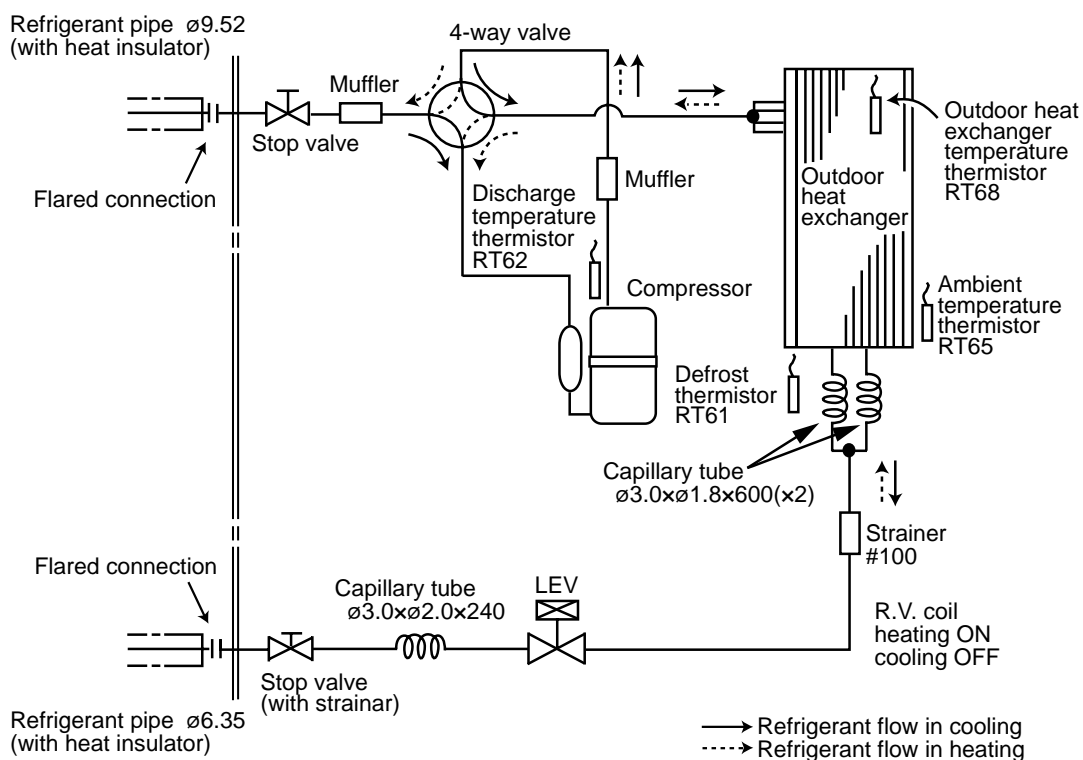 Refrigerant pipe ø9.52
(with heat insulator)
4-way valve
Muffler
Stop valve
Flared connection
Outdoor heat
exchanger
temperature
thermistor
RT68
Outdoor
heat
exchanger
Muffler
Discharge
temperature
thermistor
RT62
Compressor
Ambient
temperature
thermistor
RT65
Defrost
thermistor
RT61
Capillary tube
ø3.0×ø1.8×600(×2)
Strainer
#100
Flared connection
Capillary tube
ø3.0×ø2.0×240
LEV
R.V. coil
heating ON
cooling OFF
Stop valve
(with strainar)
Refrigerant pipe ø6.35
(with heat insulator)
Refrigerant flow in cooling
Refrigerant flow in heating